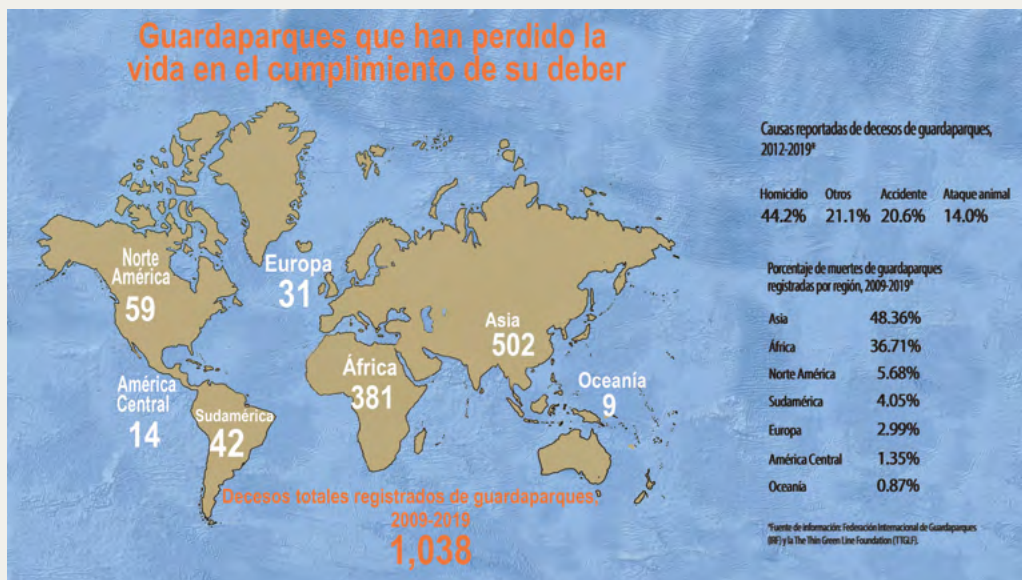 Guardaparques que han perdido la
vida en el cumplimiento de su deber
Norte
América
59
Europa
31
Asia
502
África
381
Oceanía
9
América
Central
14
Sudamérica
42
Decesos totales registrados de guardaparques,
2009-2019
1,038
Causas reportadas de decesos de guardaparques,
2012-2019*
Homicidio Otros Accidente Ataque animal
44.2% 21.1% 20.6% 14.0%
Porcentaje de muertes de guardaparques
registradas por región, 2009-2019*
Asia 48.36%
África 36.71%
Norte América 5.68%
Sudamérica 4.05%
Europa 2.99%
América Central 1.35%
Oceanía 0.87%
*Fuente de información: Federación Internacional de Guardaparques
(IRF) y la The Thin Green Line Foundation (TTGLF).